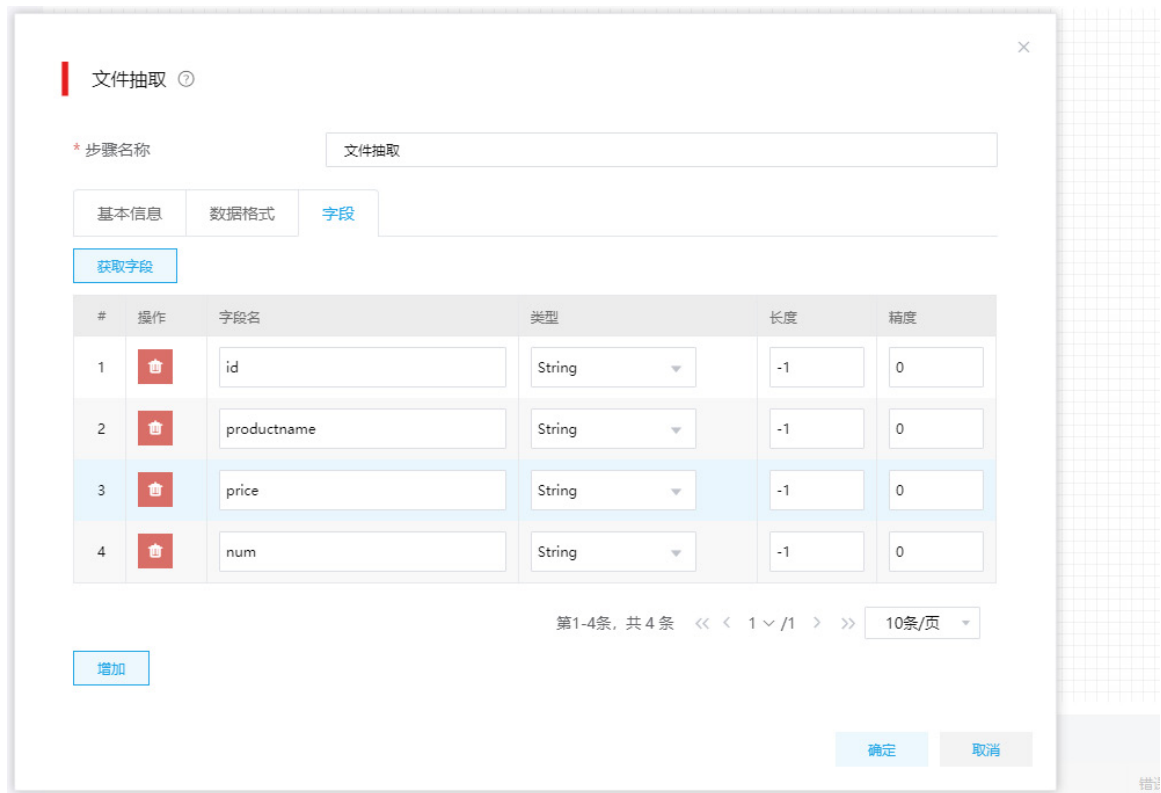 文件抽取
* 步骤名称 文件抽取
基本信息 数据格式 字段
获取字段
# 操作 字段名 类型 长度 精度
1 id String -1 0
2 productname String -1 0
3 price String -1 0
4 num String -1 0
第1-4条, 共 4 条 1 /1 10条/页
增加
确定 取消